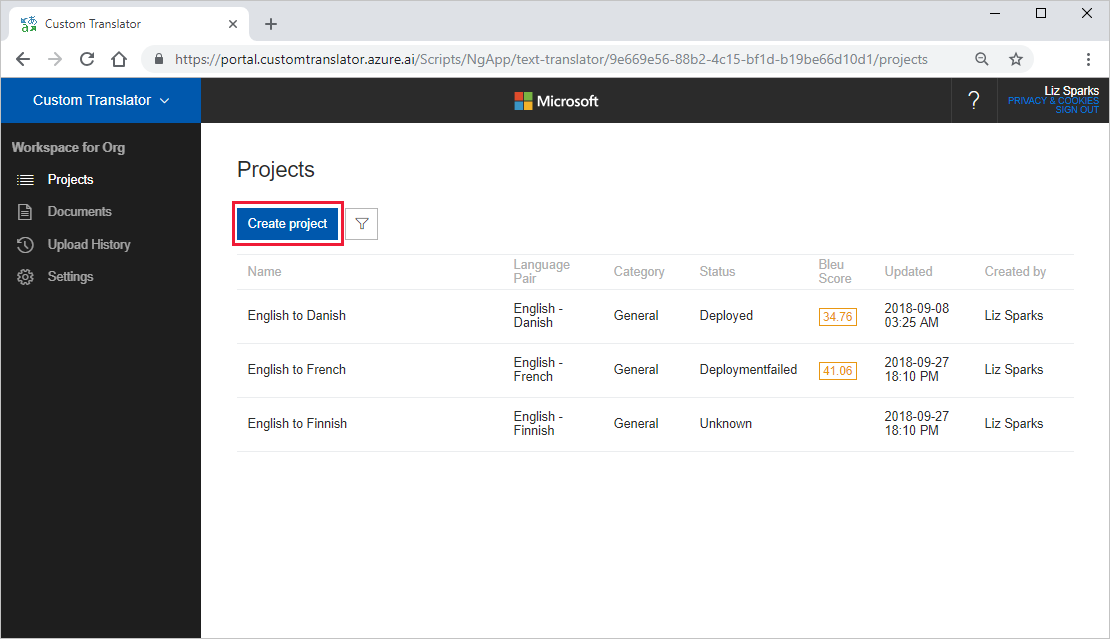 Custom Translator
https://portal.customtranslator.azure.ai/Scripts/NgApp/text-translator/9e669e56-88b2-4c15-bf1d-b19be66d10d1/projects
Custom Translator
Microsoft
?
Liz Sparks
PRIVACY & COOKIES
SIGN OUT
Workspace for Org
Projects
Documents
Upload History
Settings
Projects
Create project
Name
Language
Pair
Category
Status
Bleu
Score
Updated
Created by
English to Danish
English -
Danish
General
Deployed
34.76
2018-09-08
03:25 AM
Liz Sparks
English to French
English -
French
General
Deploymentfailed
41.06
2018-09-27
18:10 PM
Liz Sparks
English to Finnish
English -
Finnish
General
Unknown
2018-09-27
18:10 PM
Liz Sparks